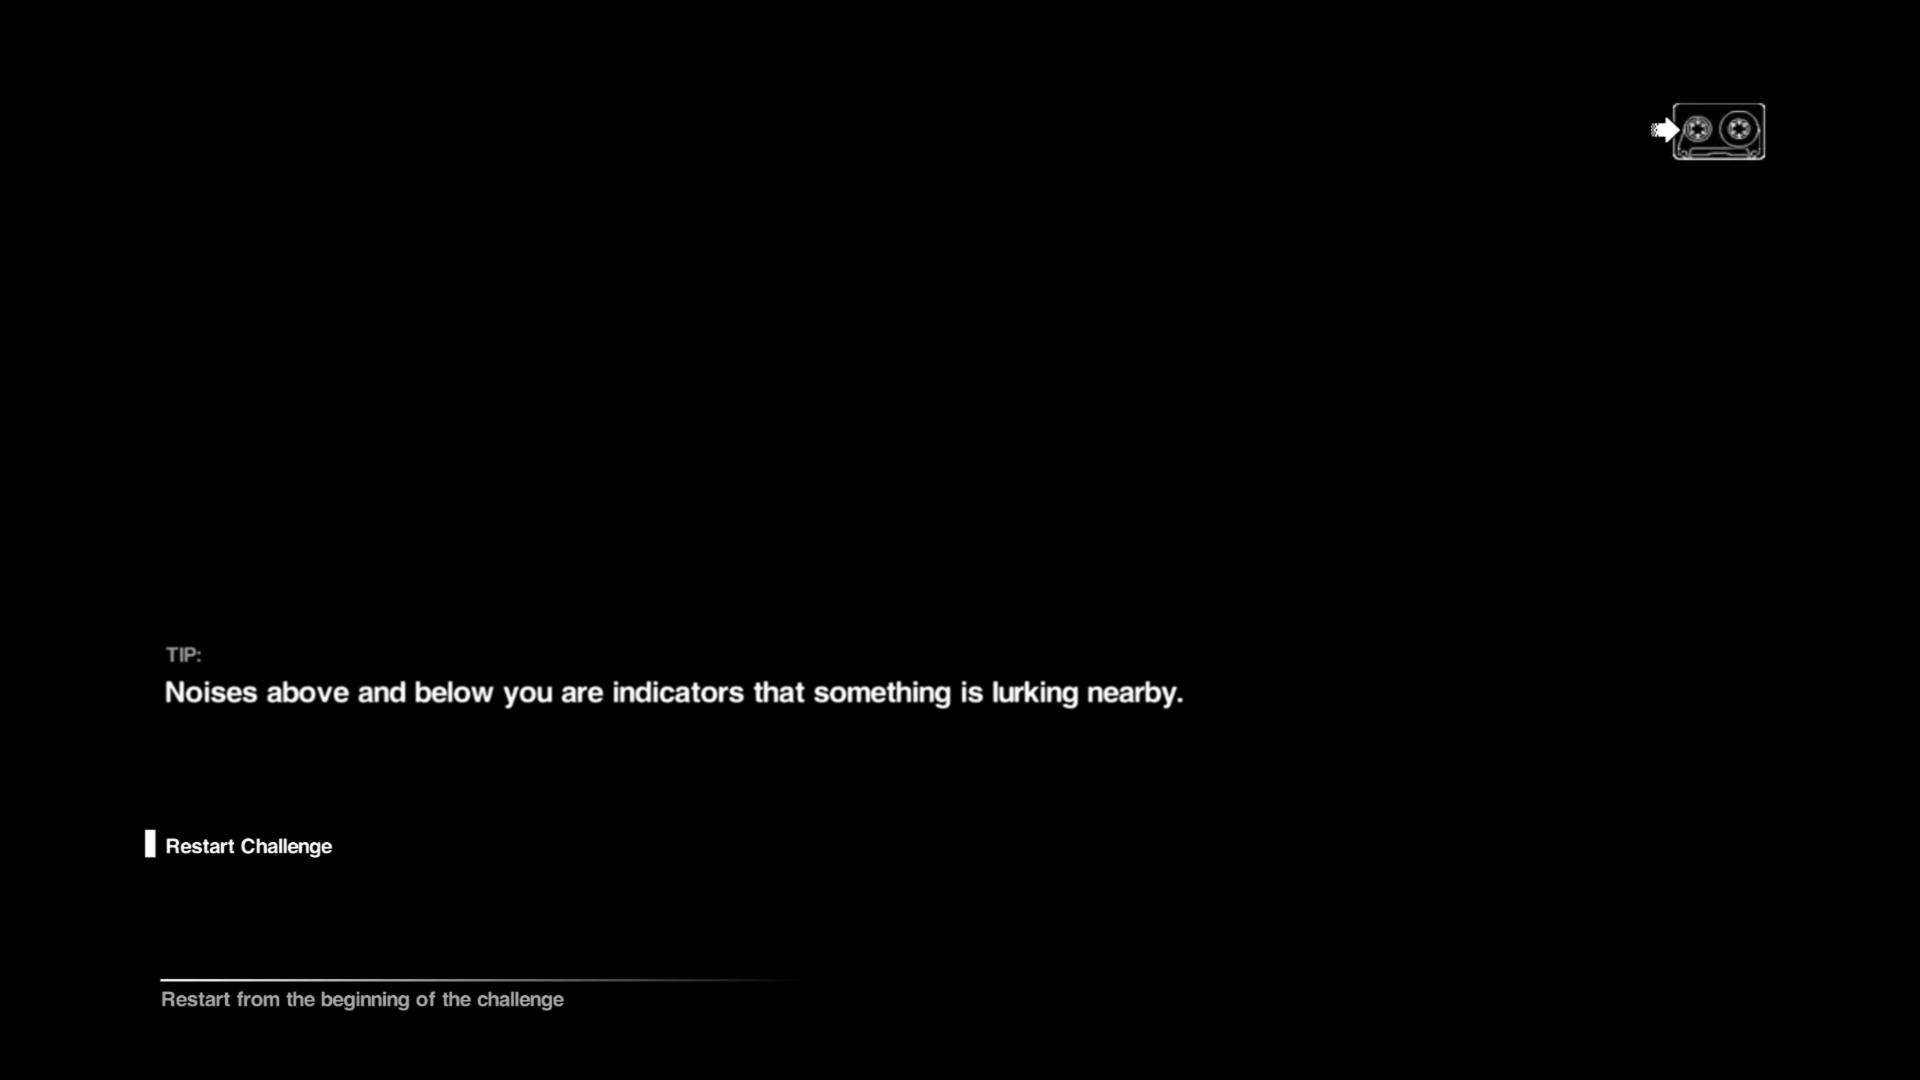 TIP:
Noises above and below you are indicators that something is lurking nearby.
Restart Challenge
Restart from the beginning of the challenge